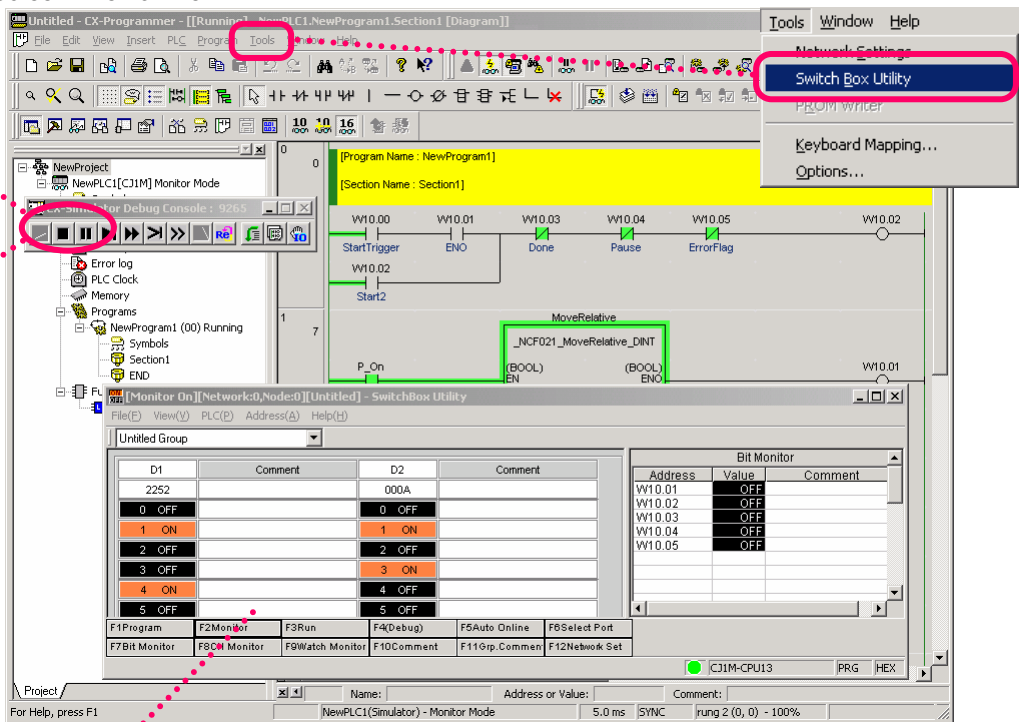 Untitled - CX-Programmer - [[Running] - NewPLC1.NewProgram1.Section1 [Diagram]]
File Edit View Insert PLC Program Tools Window Help
Tools Window Help
Network Settings
Switch Box Utility
PROM Writer
Keyboard Mapping...
Options...
10 10 16
NewProject
NewPLC1[CJ1M] Monitor Mode
CX-Simulator Debug Console : 9265
Error log
PLC Clock
Memory
Programs
NewProgram1 (00) Running
Symbols
Section1
END
0
0
[Program Name : NewProgram1]
[Section Name : Section1]
W10.00 W10.01 W10.03 W10.04 W10.05 W10.02
StartTrigger ENO Done Pause ErrorFlag
W10.02
Start2
1
7
MoveRelative
_NCF021_MoveRelative_DINT
P_On (BOOL) (BOOL) W10.01
EN ENO
[Monitor On][Network:0,Node:0][Untitled] - SwitchBox Utility
File(F) View(V) PLC(P) Address(A) Help(H)
Untitled Group
D1 Comment D2 Comment
2252 000A
0 OFF 0 OFF
1 ON 1 ON
2 OFF 2 OFF
3 OFF 3 ON
4 ON 4 OFF
5 OFF 5 OFF
Bit Monitor
Address Value Comment
W10.01 OFF
W10.02 OFF
W10.03 OFF
W10.04 OFF
W10.05 OFF
F1Program F2Monitor F3Run F4(Debug) F5Auto Online F6Select Port
F7Bit Monitor F8CH Monitor F9Watch Monitor F10Comment F11Grp.Commen F12Network Set
CJ1M-CPU13 PRG HEX
Project
Name: Address or Value: Comment:
For Help, press F1 NewPLC1(Simulator) - Monitor Mode 5.0 ms SYNC rung 2 (0, 0) - 100%